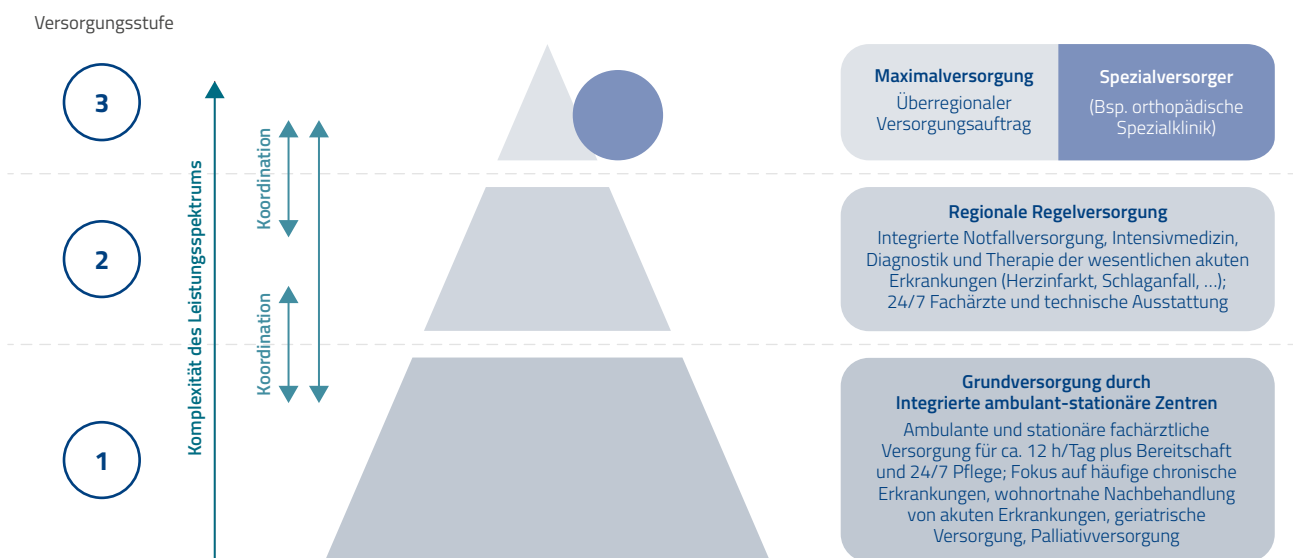 Versorgungsstufe
3
2
1
Komplexität des Leistungsspektrums
Koordination
Koordination
Maximalversorgung
Überregionaler
Versorgungsauftrag
Spezialversorger
(Bsp. orthopädische
Spezialklinik)
Regionale Regelversorgung
Integrierte Notfallversorgung, Intensivmedizin,
Diagnostik und Therapie der wesentlichen akuten
Erkrankungen (Herzinfarkt, Schlaganfall, …);
24/7 Fachärzte und technische Ausstattung
Grundversorgung durch
Integrierte ambulant-stationäre Zentren
Ambulante und stationäre fachärztliche
Versorgung für ca. 12 h/Tag plus Bereitschaft
und 24/7 Pflege; Fokus auf häufige chronische
Erkrankungen, wohnortnahe Nachbehandlung
von akuten Erkrankungen, geriatrische
Versorgung, Palliativversorgung